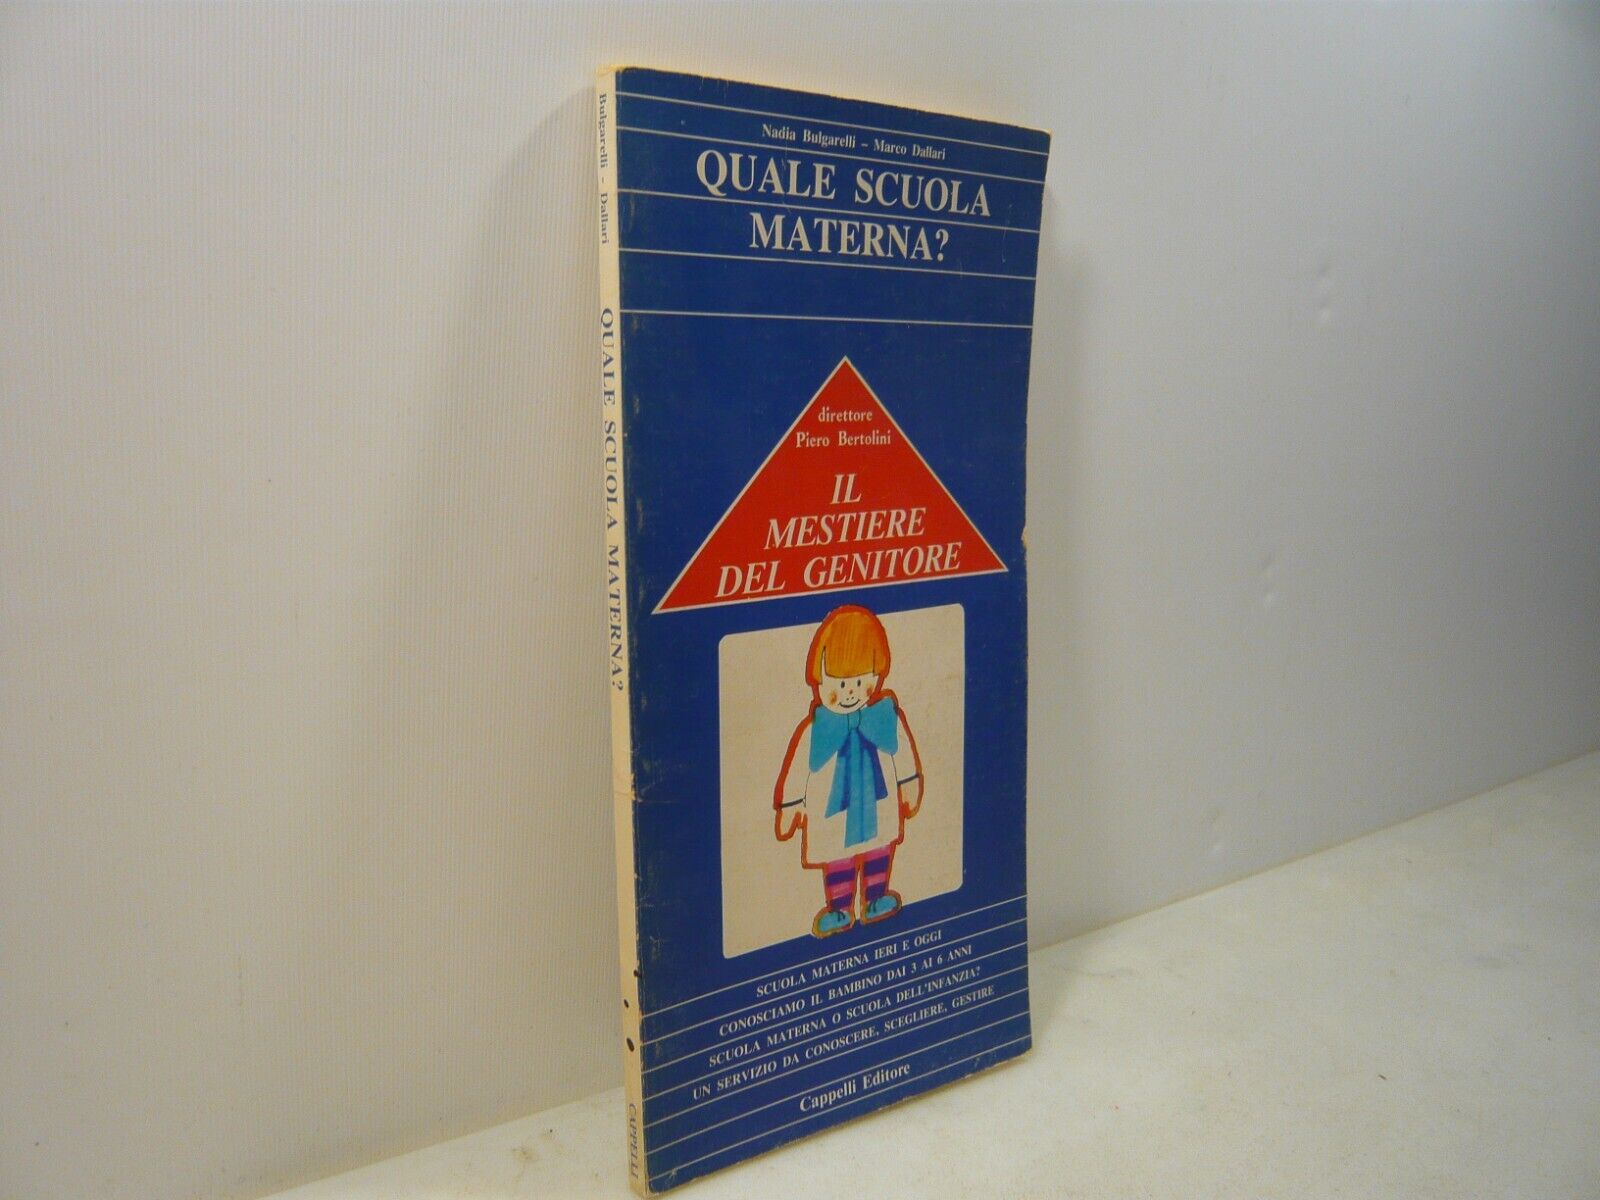 Bulgarelli - Dallari QUALE SCUOLA MATERNA? CAPPELLI
Nadia Bulgarelli - Marco Dallari
QUALE SCUOLA
MATERNA?
direttore
Piero Bertolini
IL
MESTIERE
DEL GENITORE
SCUOLA MATERNA IERI E OGGI
CONOSCIAMO IL BAMBINO DAI 3 AI 6 ANNI
SCUOLA MATERNA O SCUOLA DELL'INFANZIA?
UN SERVIZIO DA CONOSCERE, SCEGLIERE, GESTIRE
Cappelli Editore